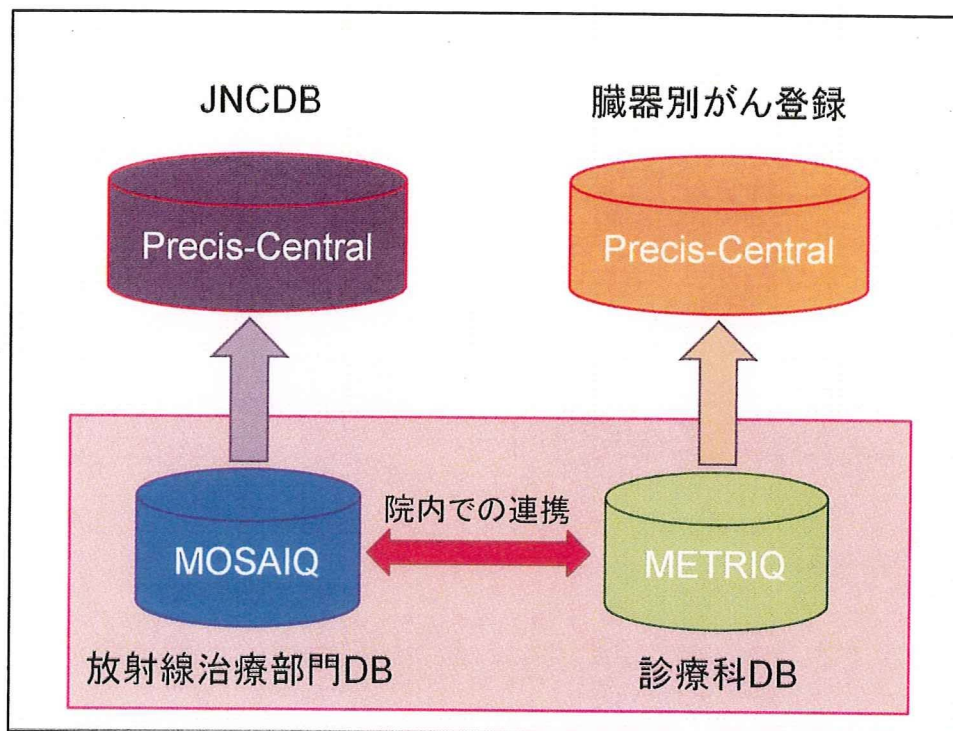 JNCDB
臓器別がん登録
Precis-Central
Precis-Central
院内での連携
MOSAIQ
METRIQ
放射線治療部門DB
診療科DB